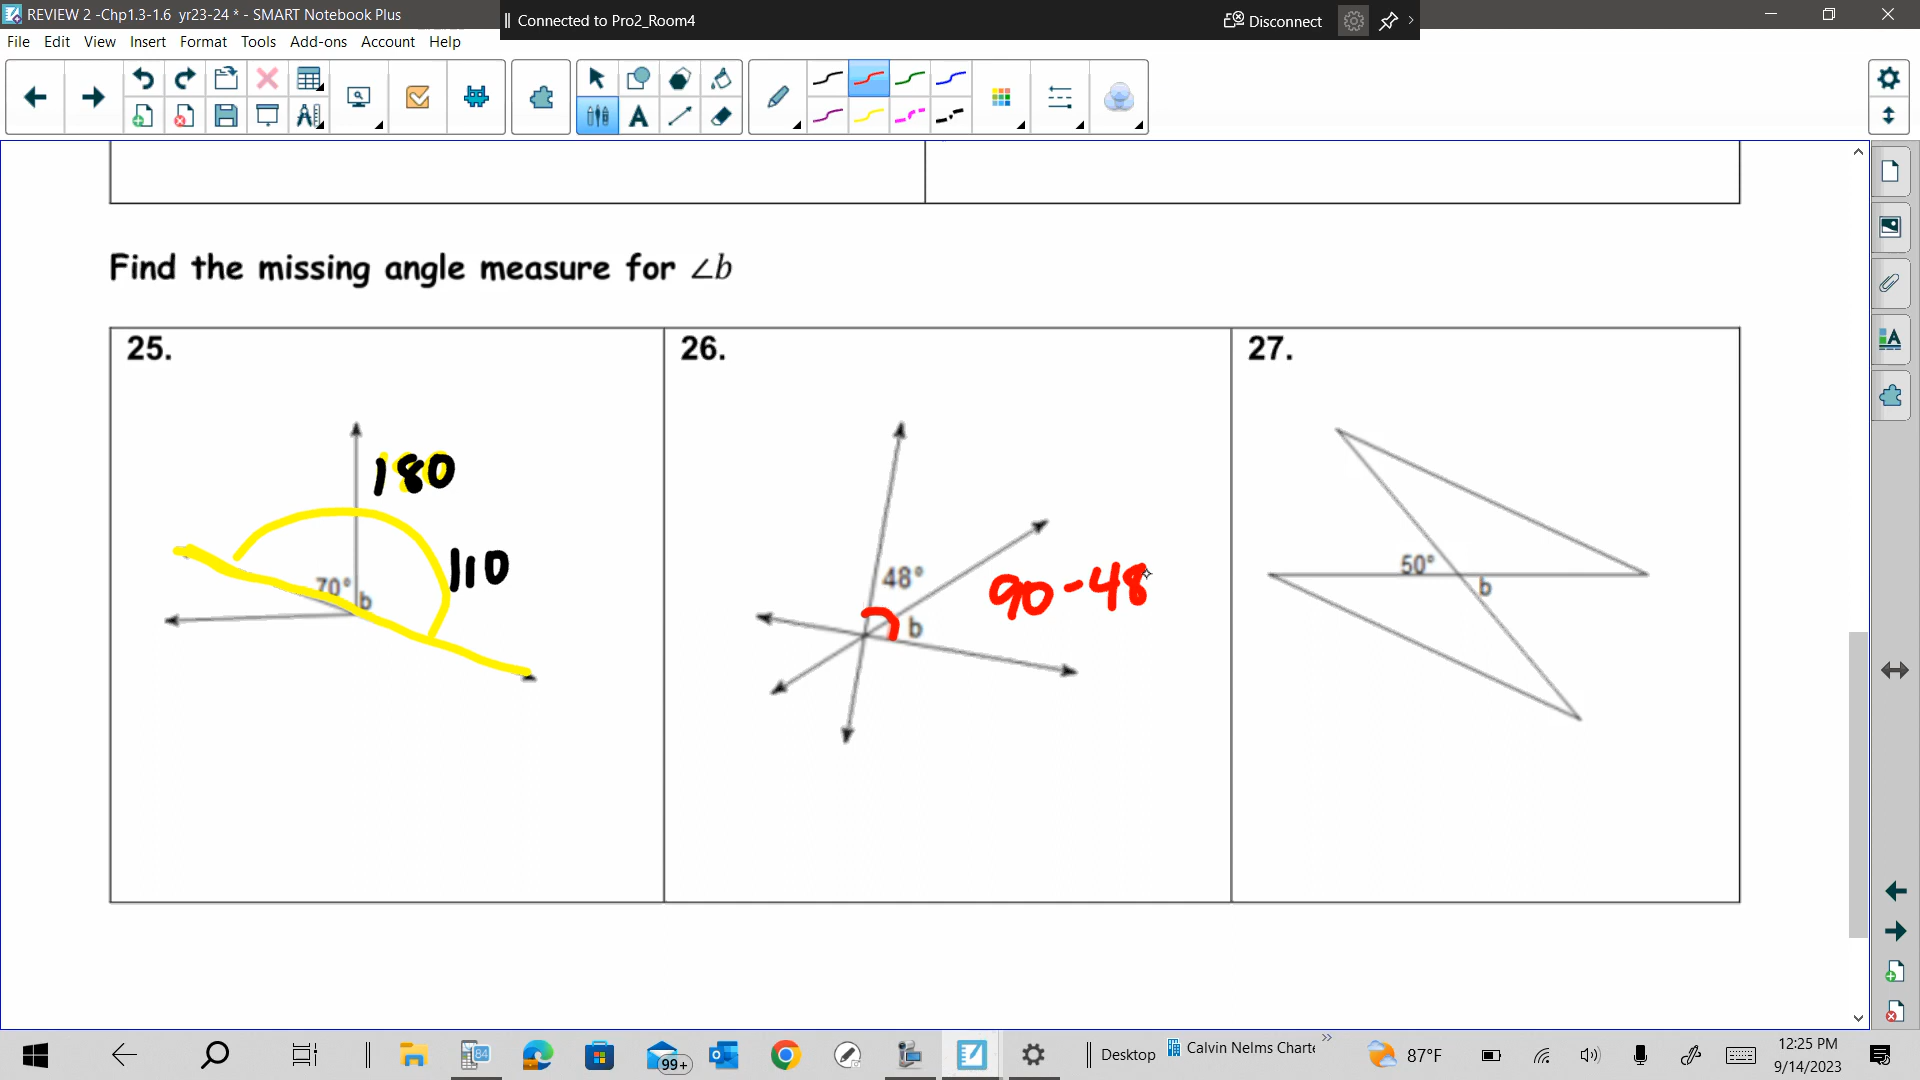 REVIEW 2 -Chp1.3-1.6 yr23-24 * - SMART Notebook Plus
Connected to Pro2_Room4
Disconnect
File Edit View Insert Format Tools Add-ons Account Help
Find the missing angle measure for ∠b
25.
26.
27.
180
110
70°
b
48°
90-48
b
50°
b
84
99+
Desktop
Calvin Nelms Charte
87°F
12:25 PM
9/14/2023